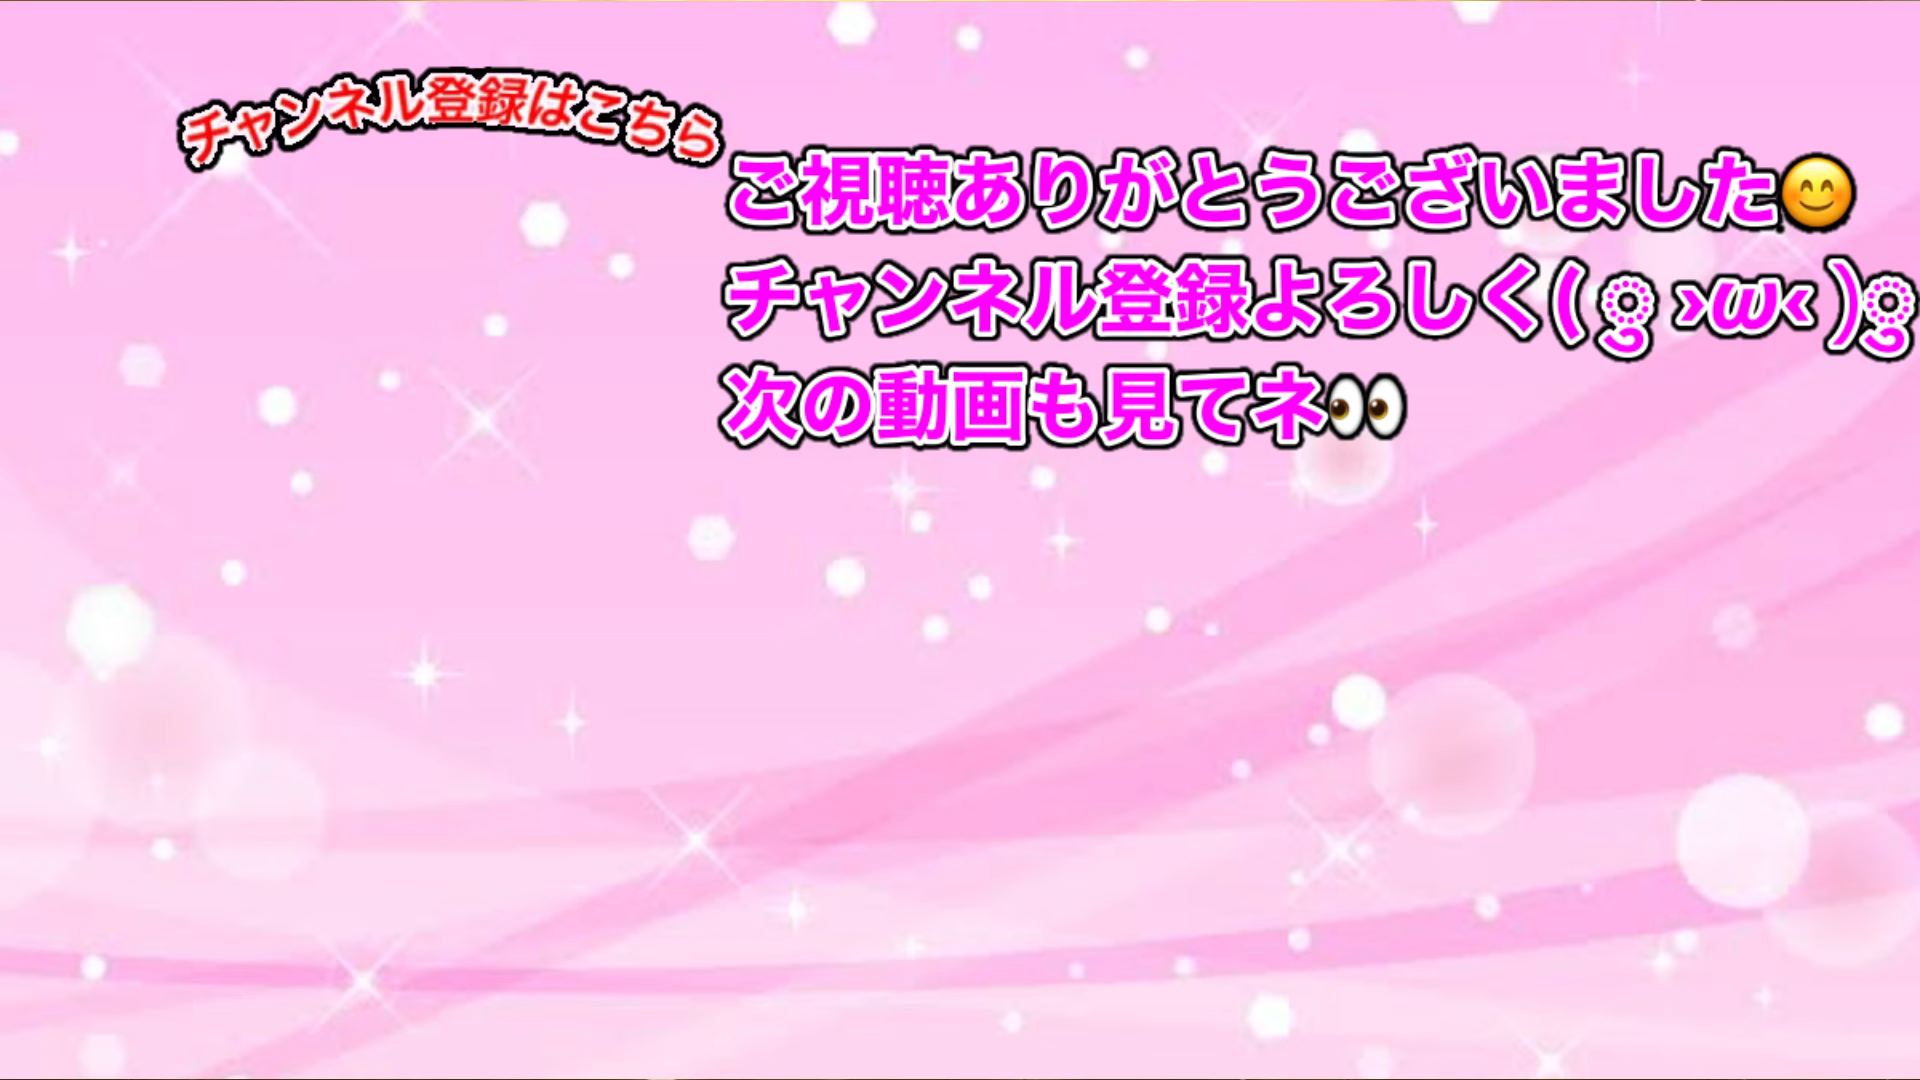 チャンネル登録はこちら
ご視聴ありがとうございました😊
チャンネル登録よろしく( ༘ ›ω‹ ) ༘
次の動画も見てネ👀